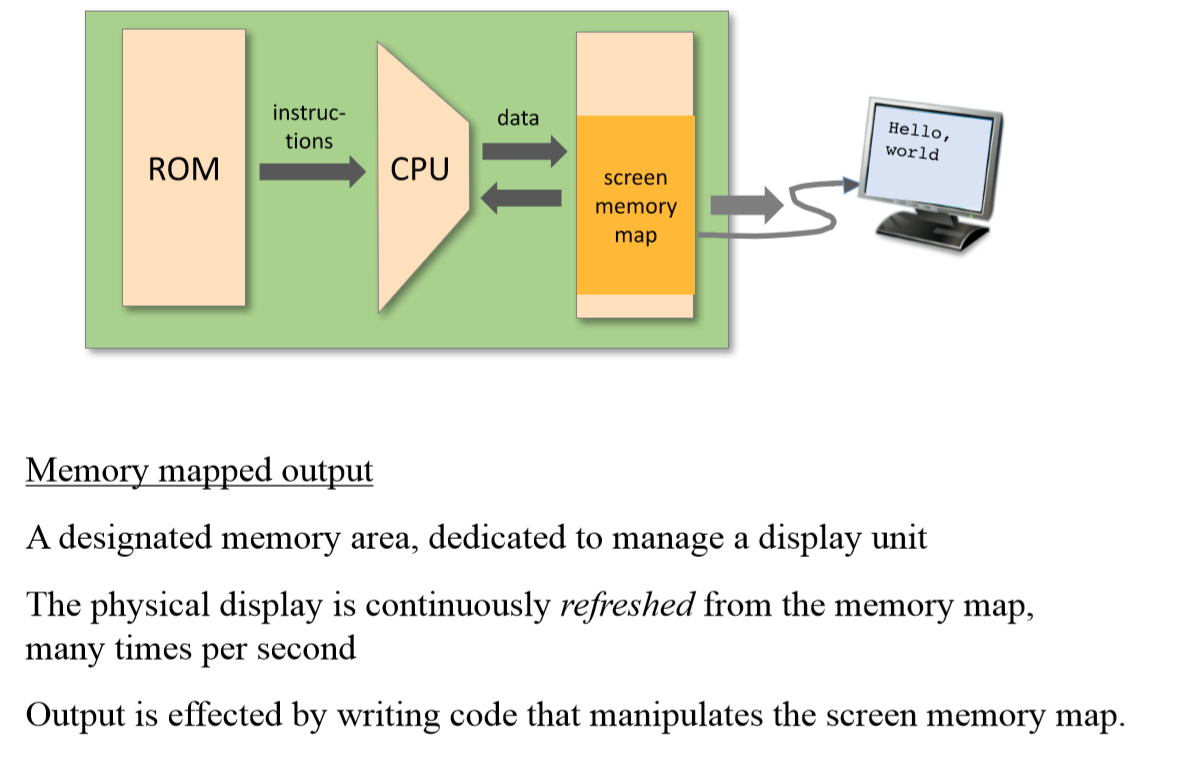 ROM
instruc-
tions
CPU
data
screen
memory
map
Hello,
world
Memory mapped output
A designated memory area, dedicated to manage a display unit
The physical display is continuously refreshed from the memory map,
many times per second
Output is effected by writing code that manipulates the screen memory map.